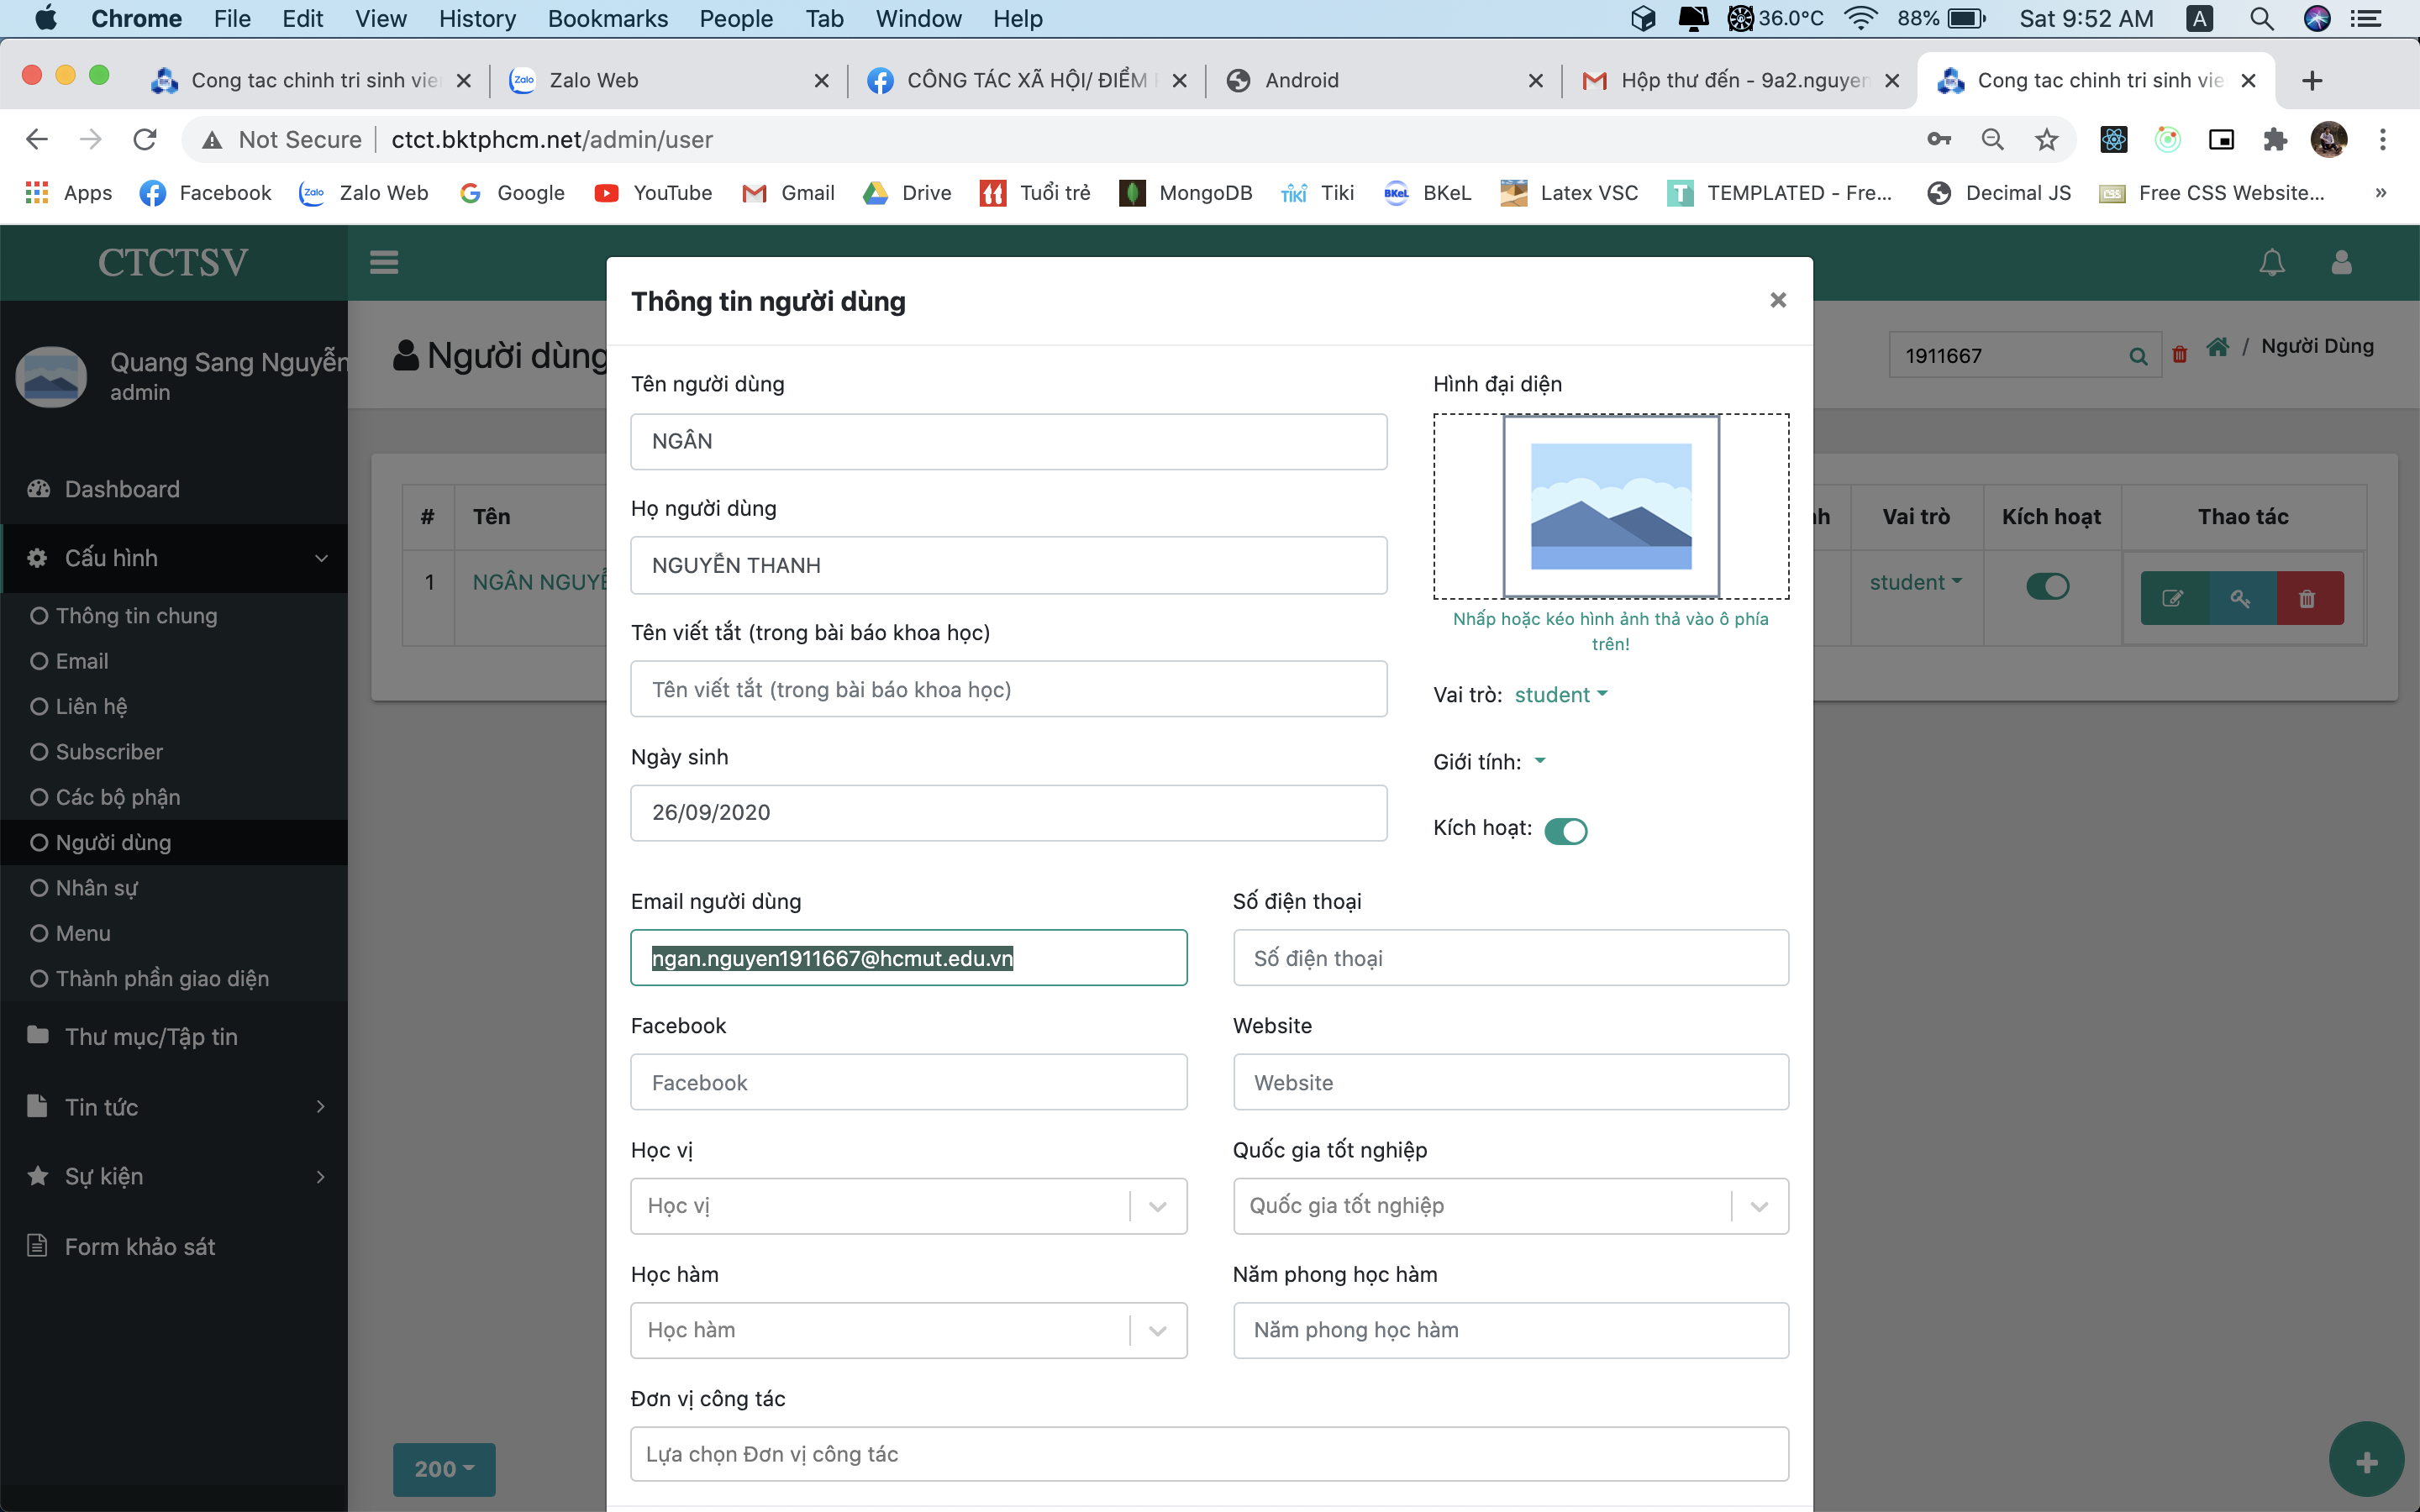 Chrome File Edit View History Bookmarks People Tab Window Help 36.0°C 88% Sat 9:52 AM A
Cong tac chinh tri sinh vie Zalo Web CÔNG TÁC XÃ HỘI/ ĐIỂM Android Hộp thư đến - 9a2.nguyen Cong tac chinh tri sinh vie
Not Secure ctct.bktphcm.net/admin/user
Apps Facebook Zalo Web Google YouTube Gmail Drive Tuổi trẻ MongoDB Tiki BKeL Latex VSC TEMPLATED - Fre... Decimal JS Free CSS Website... »
CTCTSV
Quang Sang Nguyễn
admin
Dashboard
Cấu hình
Thông tin chung
Email
Liên hệ
Subscriber
Các bộ phận
Người dùng
Nhân sự
Menu
Thành phần giao diện
Thư mục/Tập tin
Tin tức
Sự kiện
Form khảo sát
Người dùng
1911667
/ Người Dùng
# Tên Vai trò Kích hoạt Thao tác
1 NGÂN NGUYỄ student
200
Thông tin người dùng
×
Tên người dùng
NGÂN
Họ người dùng
NGUYỄN THANH
Tên viết tắt (trong bài báo khoa học)
Tên viết tắt (trong bài báo khoa học)
Ngày sinh
26/09/2020
Hình đại diện
Nhấp hoặc kéo hình ảnh thả vào ô phía
trên!
Vai trò: student
Giới tính:
Kích hoạt:
Email người dùng
ngan.nguyen1911667@hcmut.edu.vn
Số điện thoại
Số điện thoại
Facebook
Facebook
Website
Website
Học vị
Học vị
Quốc gia tốt nghiệp
Quốc gia tốt nghiệp
Học hàm
Học hàm
Năm phong học hàm
Năm phong học hàm
Đơn vị công tác
Lựa chọn Đơn vị công tác